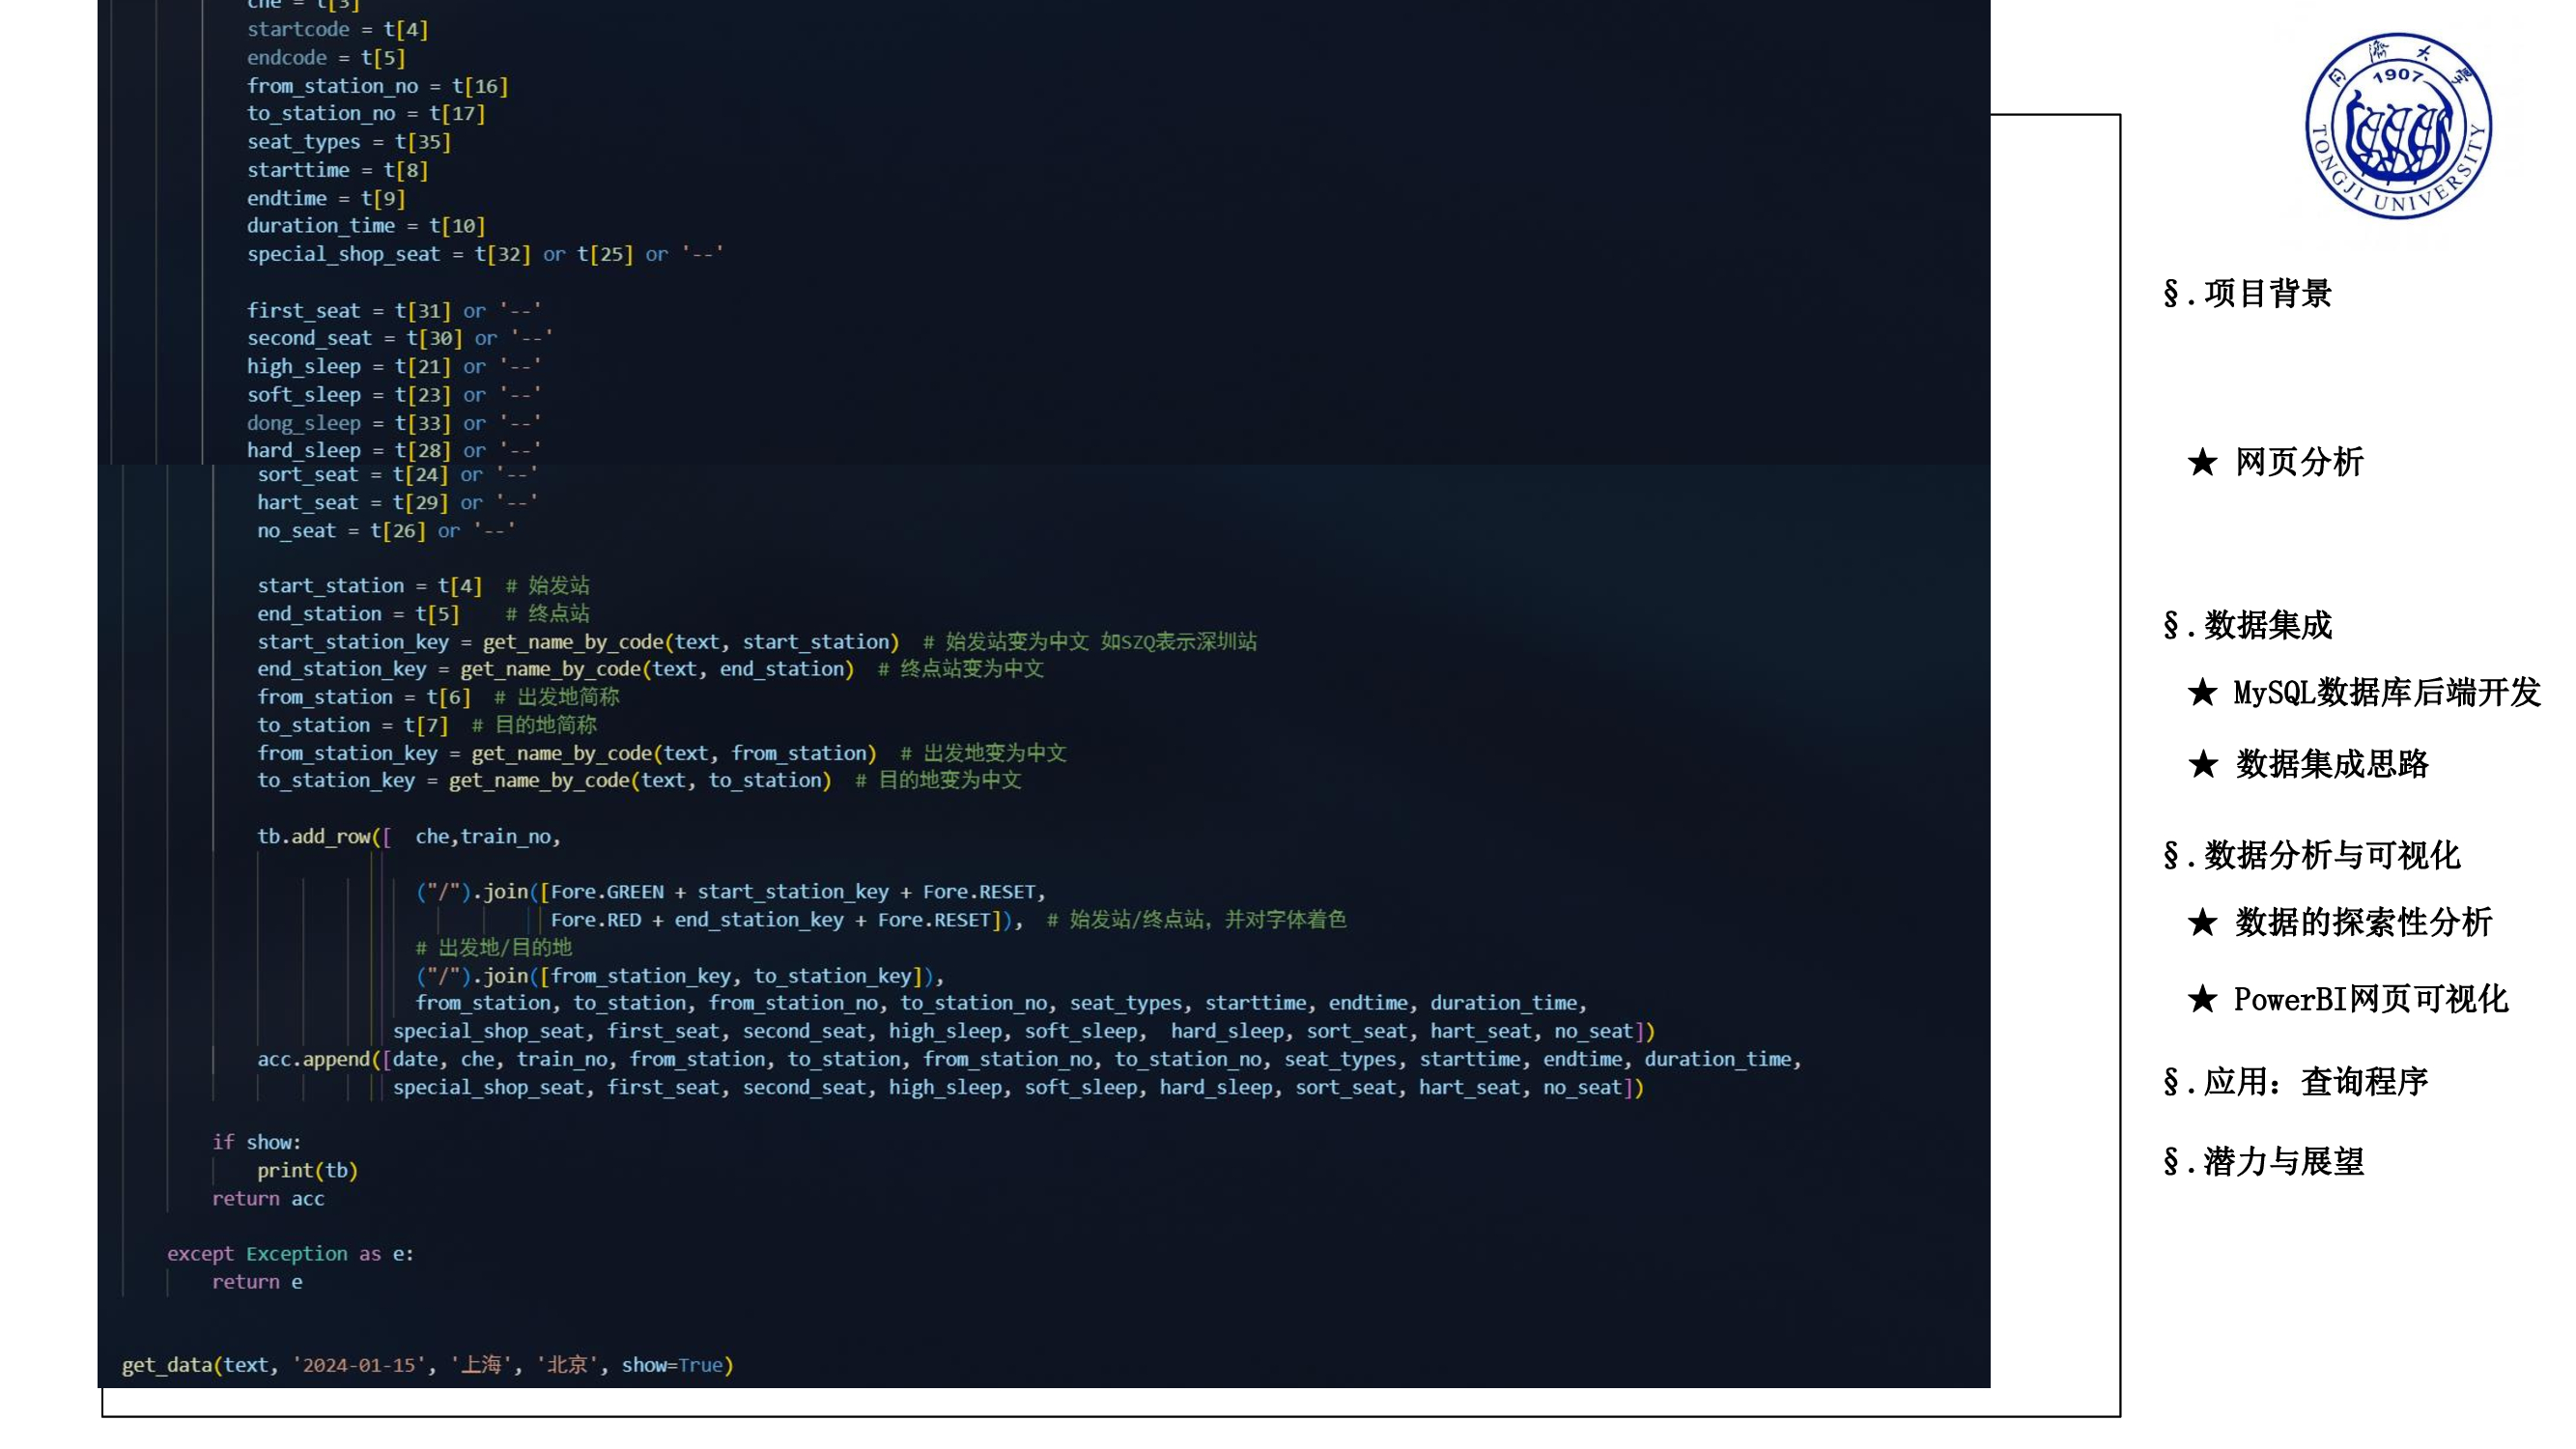 che = t[3]
startcode = t[4]
endcode = t[5]
from_station_no = t[16]
to_station_no = t[17]
seat_types = t[35]
starttime = t[8]
endtime = t[9]
duration_time = t[10]
special_shop_seat = t[32] or t[25] or '--'
first_seat = t[31] or '--'
second_seat = t[30] or '--'
high_sleep = t[21] or '--'
soft_sleep = t[23] or '--'
dong_sleep = t[33] or '--'
hard_sleep = t[28] or '--'
sort_seat = t[24] or '--'
hart_seat = t[29] or '--'
no_seat = t[26] or '--'
start_station = t[4]  # 始发站
end_station = t[5]    # 终点站
start_station_key = get_name_by_code(text, start_station)  # 始发站变为中文 如SZQ表示深圳站
end_station_key = get_name_by_code(text, end_station)  # 终点站变为中文
from_station = t[6]  # 出发地简称
to_station = t[7]  # 目的地简称
from_station_key = get_name_by_code(text, from_station)  # 出发地变为中文
to_station_key = get_name_by_code(text, to_station)  # 目的地变为中文
tb.add_row([  che,train_no,
("/").join([Fore.GREEN + start_station_key + Fore.RESET,
Fore.RED + end_station_key + Fore.RESET]),  # 始发站/终点站，并对字体着色
# 出发地/目的地
("/").join([from_station_key, to_station_key]),
from_station, to_station, from_station_no, to_station_no, seat_types, starttime, endtime, duration_time,
special_shop_seat, first_seat, second_seat, high_sleep, soft_sleep,  hard_sleep, sort_seat, hart_seat, no_seat])
acc.append([date, che, train_no, from_station, to_station, from_station_no, to_station_no, seat_types, starttime, endtime, duration_time,
special_shop_seat, first_seat, second_seat, high_sleep, soft_sleep, hard_sleep, sort_seat, hart_seat, no_seat])
if show:
print(tb)
return acc
except Exception as e:
return e
get_data(text, '2024-01-15', '上海', '北京', show=True)
同濟大學
1907
TONGJI UNIVERSITY
§.项目背景
★ 网页分析
§.数据集成
★ MySQL数据库后端开发
★ 数据集成思路
§.数据分析与可视化
★ 数据的探索性分析
★ PowerBI网页可视化
§.应用：查询程序
§.潜力与展望